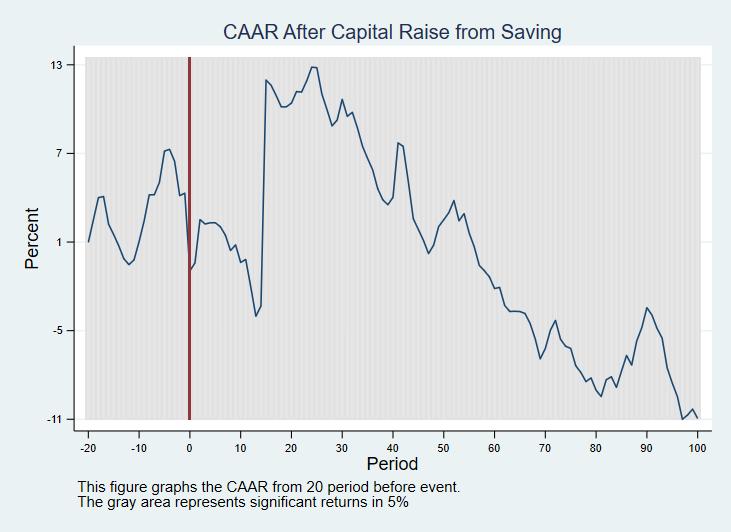 CAAR After Capital Raise from Saving
13
7
1
-5
-11
Percent
-20 -10 0 10 20 30 40 50 60 70 80 90 100
Period
This figure graphs the CAAR from 20 period before event.
The gray area represents significant returns in 5%